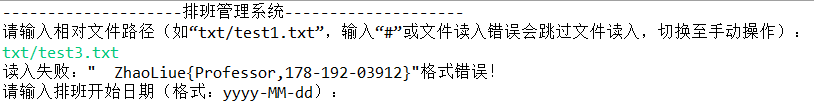 --------------------排班管理系统--------------------
请输入相对文件路径（如“txt/test1.txt”，输入“#”或文件读入错误会跳过文件读入，切换至手动操作）：
txt/test3.txt
读入失败："  ZhaoLiue{Professor,178-192-03912}"格式错误!
请输入排班开始日期（格式：yyyy-MM-dd）：